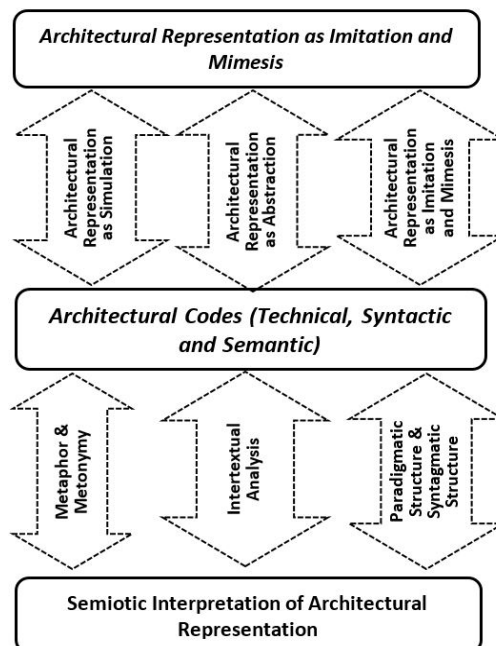 Architectural Representation as Imitation and
Mimesis
Architectural
Representation
as Simulation
Architectural
Representation
as Abstraction
Architectural
Representation
as Imitation
and Mimesis
Architectural Codes (Technical, Syntactic
and Semantic)
Metaphor &
Metonymy
Intertextual
Analysis
Paradigmatic
Structure &
Syntagmatic
Structure
Semiotic Interpretation of Architectural
Representation